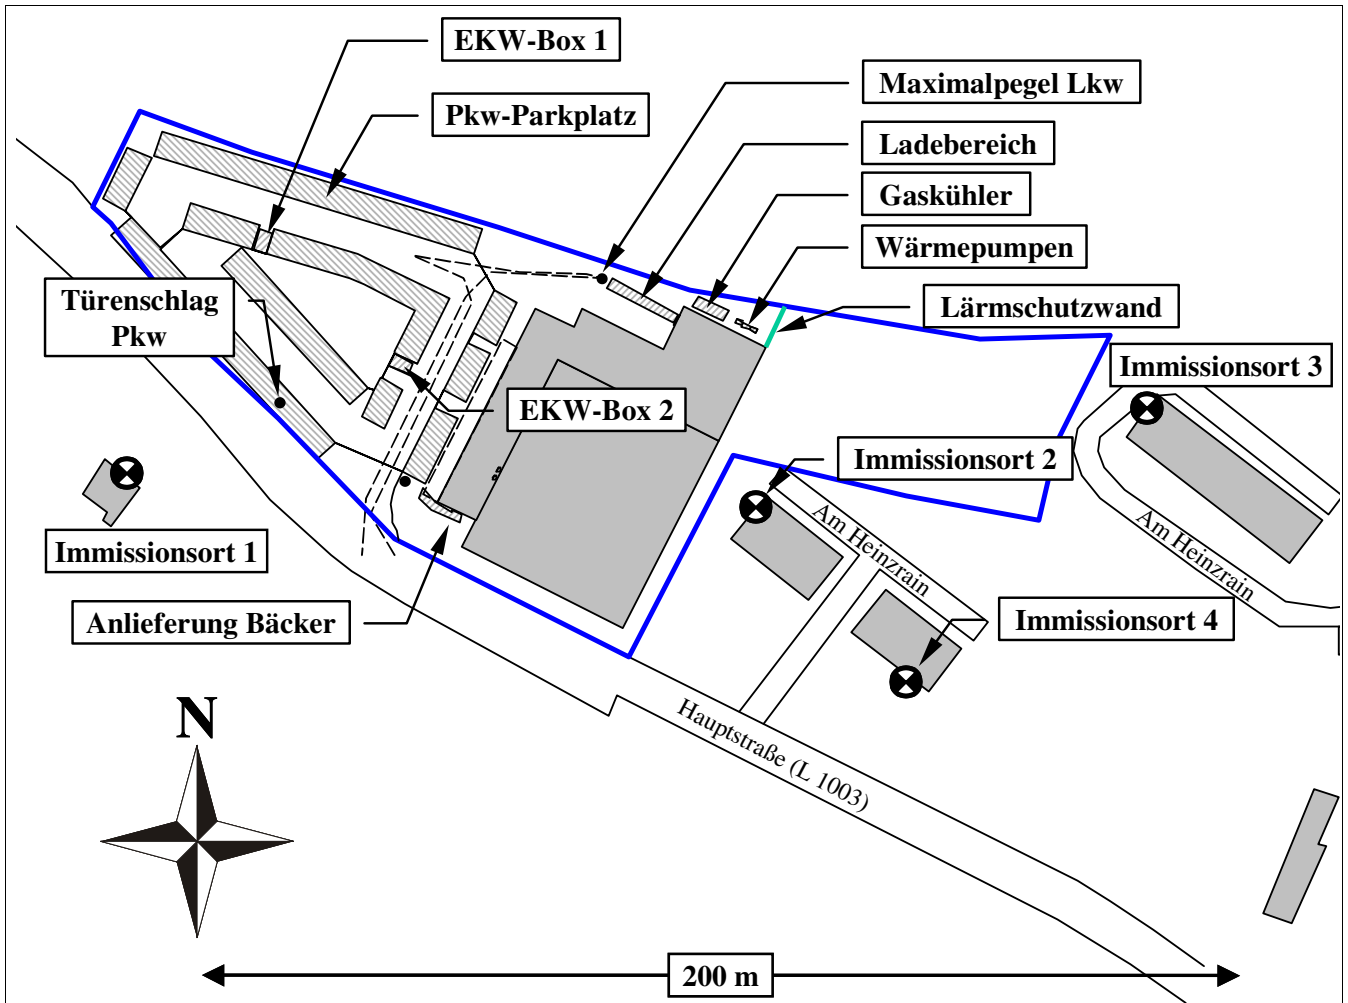 EKW-Box 1
Maximalpegel Lkw
Pkw-Parkplatz
Ladebereich
Gaskühler
Wärmepumpen
Türenschlag
Pkw
Lärmschutzwand
Immissionsort 3
EKW-Box 2
Immissionsort 2
Am Heinzrain
Am Heinzrain
Immissionsort 1
Anlieferung Bäcker
Immissionsort 4
N
Hauptstraße (L 1003)
200 m